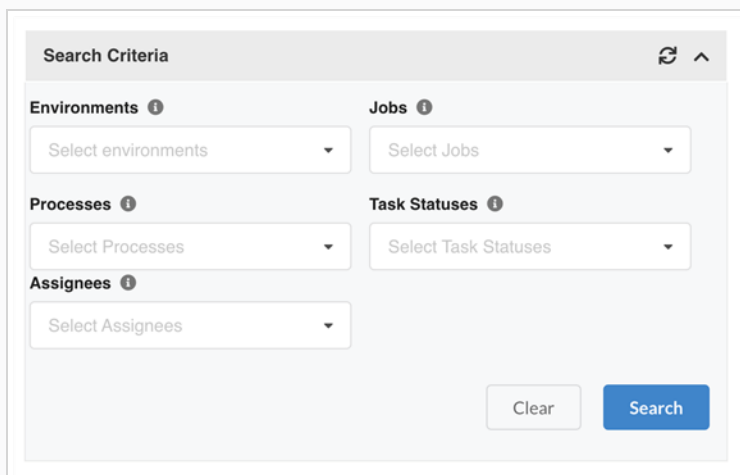 Search Criteria
Environments
Jobs
Select environments
Select Jobs
Processes
Task Statuses
Select Processes
Select Task Statuses
Assignees
Select Assignees
Clear
Search